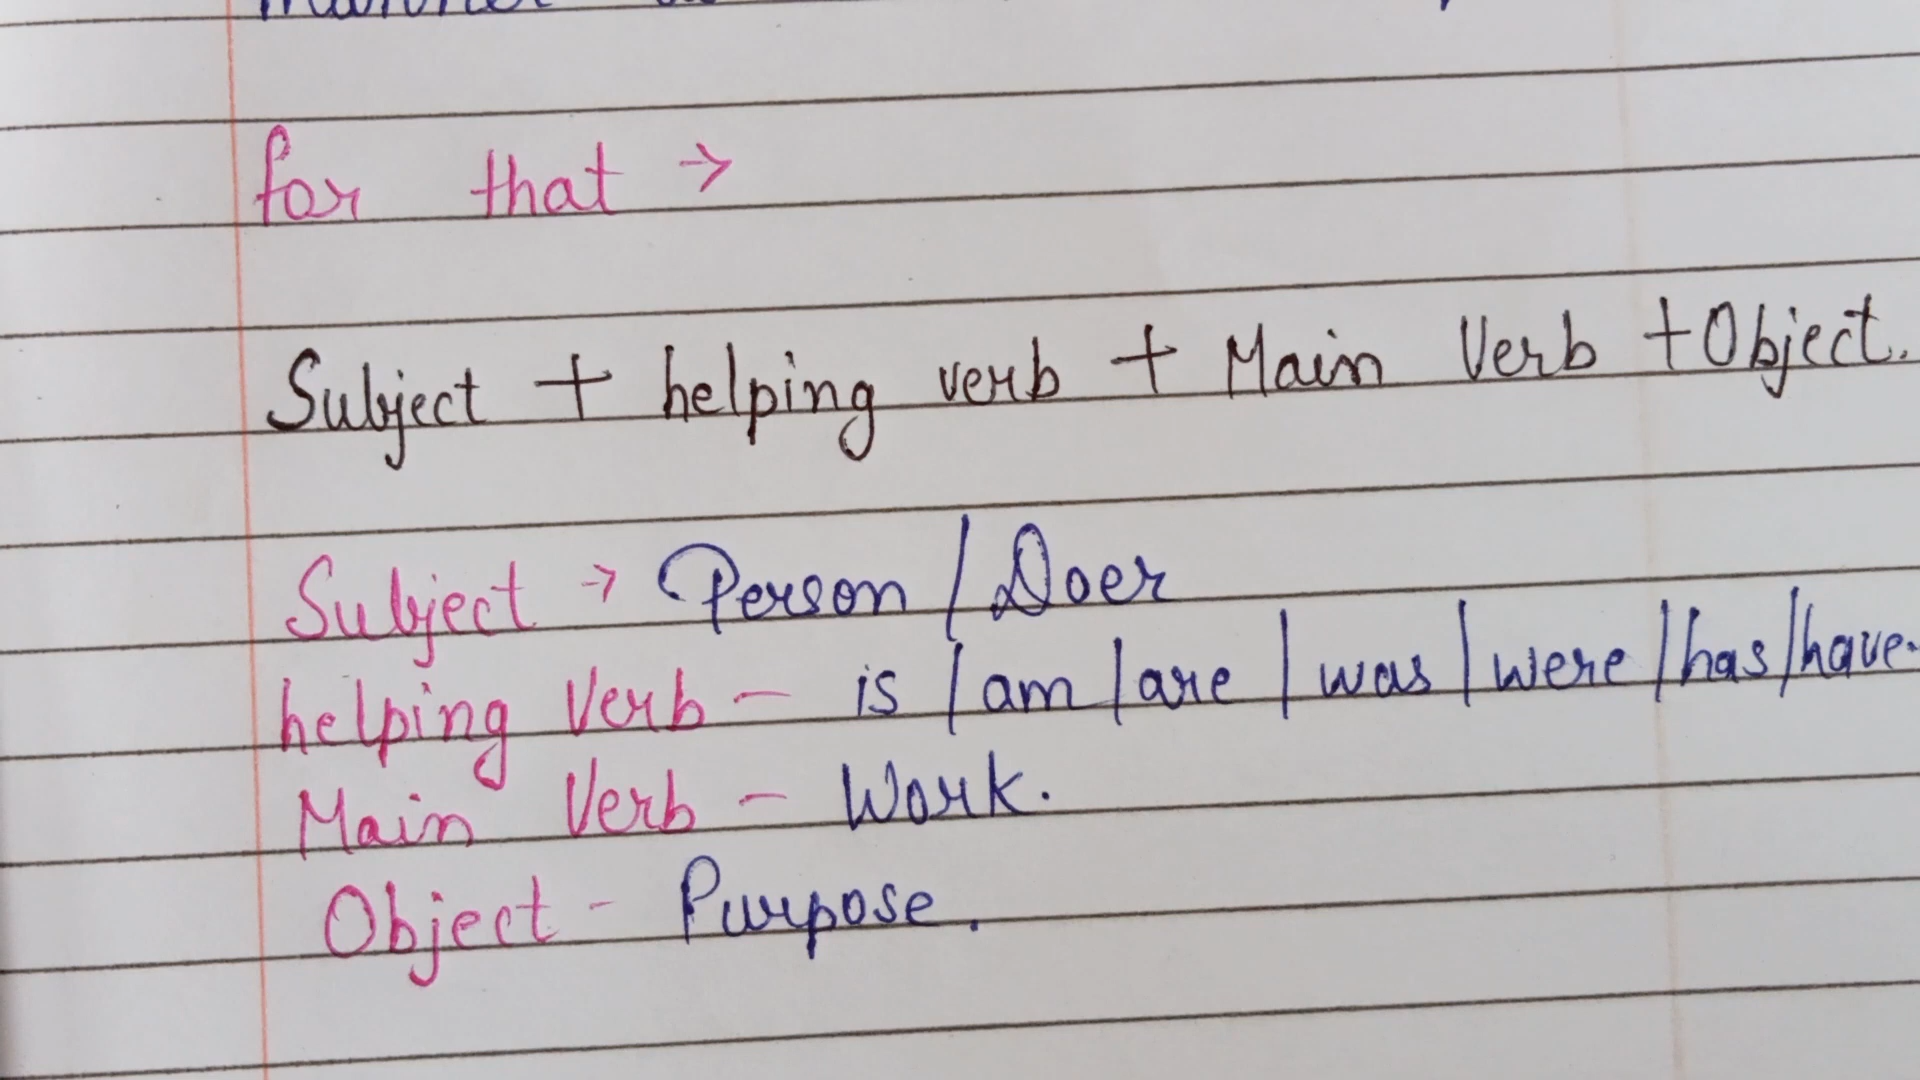 for that →
Subject + helping verb + Main Verb + Object.
Subject → Person / Doer
helping Verb – is / am / are / was / were / has / have.
Main Verb – Work.
Object - Purpose.